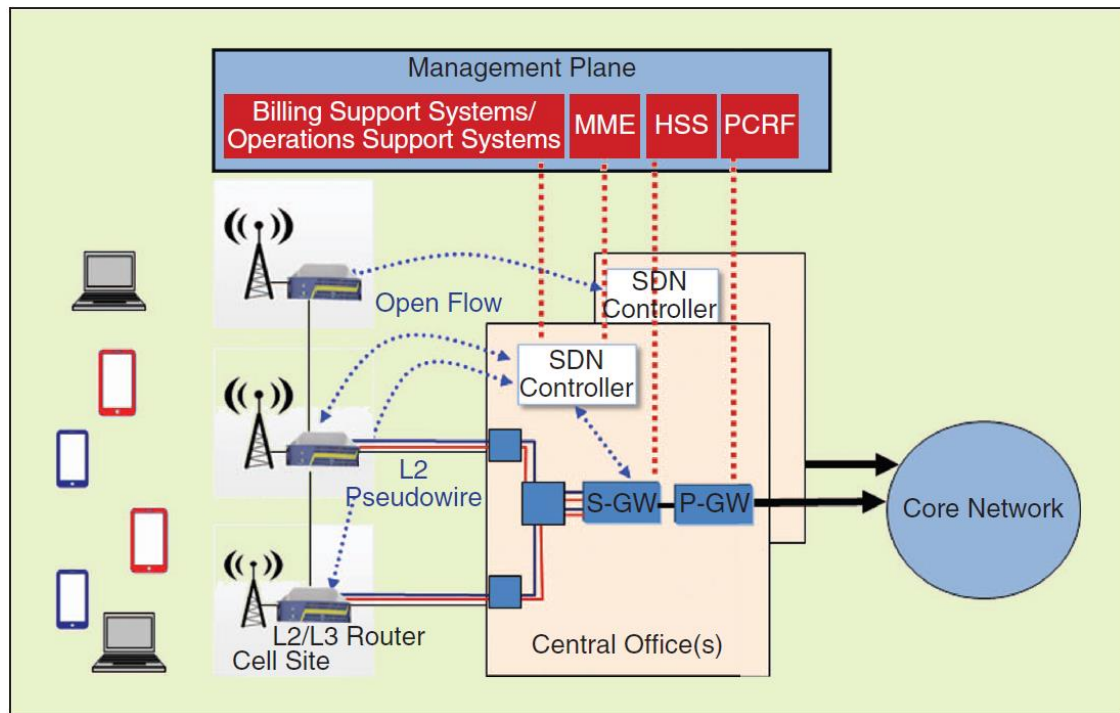 Management Plane
Billing Support Systems/
Operations Support Systems
MME
HSS
PCRF
Open Flow
SDN
Controller
SDN
Controller
L2
Pseudowire
S-GW
P-GW
Core Network
L2/L3 Router
Cell Site
Central Office(s)